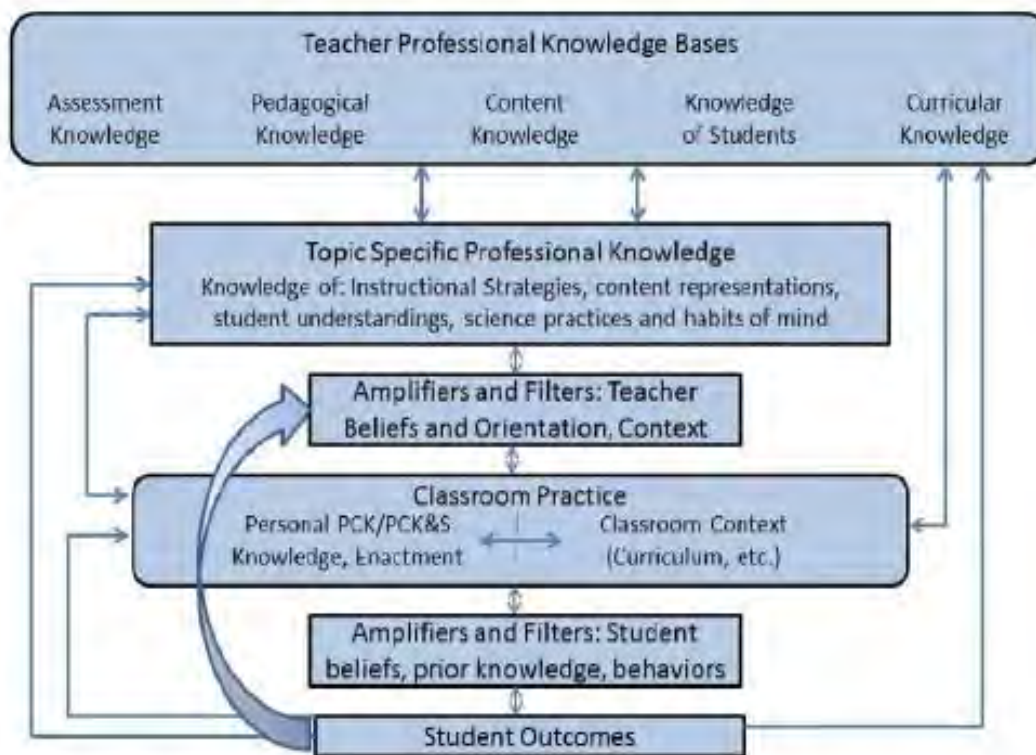 Teacher Professional Knowledge Bases
Assessment Knowledge
Pedagogical Knowledge
Content Knowledge
Knowledge of Students
Curricular Knowledge
Topic Specific Professional Knowledge
Knowledge of: Instructional Strategies, content representations,
student understandings, science practices and habits of mind
Amplifiers and Filters: Teacher
Beliefs and Orientation, Context
Classroom Practice
Personal PCK/PCK&S
Knowledge, Enactment
Classroom Context
(Curriculum, etc.)
Amplifiers and Filters: Student
beliefs, prior knowledge, behaviors
Student Outcomes